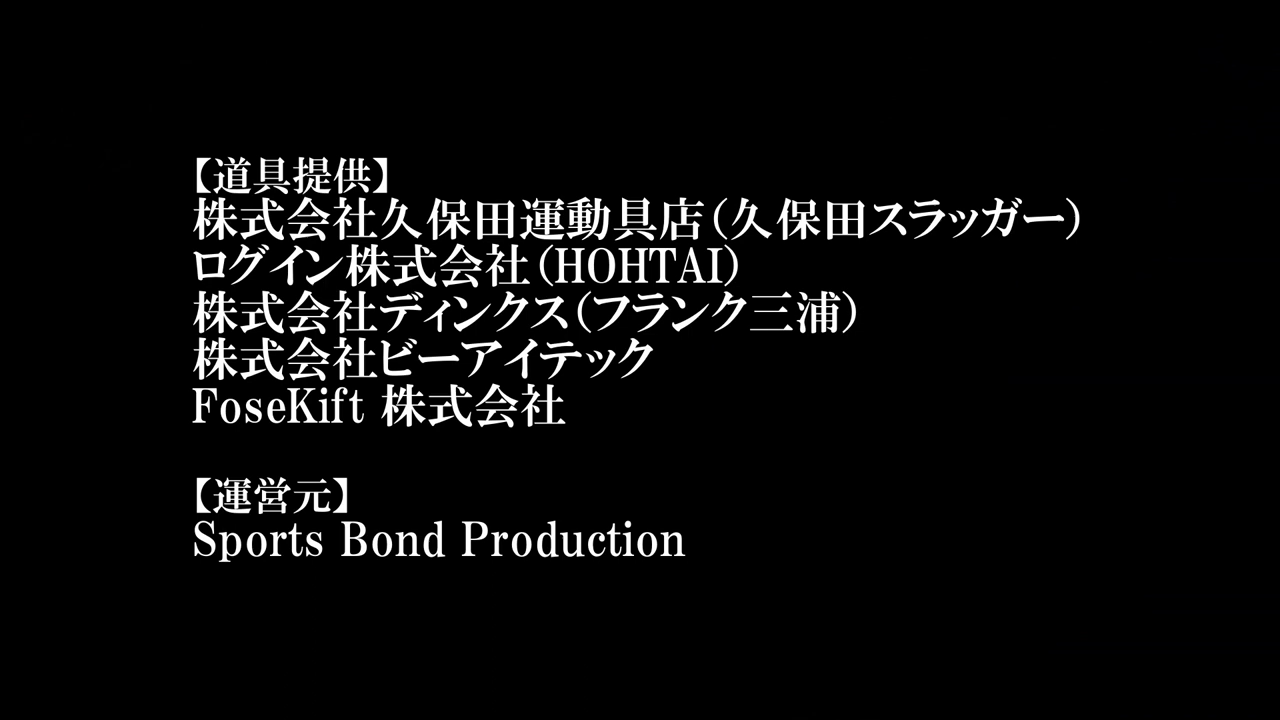 【道具提供】
株式会社久保田運動具店（久保田スラッガー）
ログイン株式会社（HOHTAI）
株式会社ディンクス（フランク三浦）
株式会社ビーアイテック
FoseKift 株式会社
【運営元】
Sports Bond Production